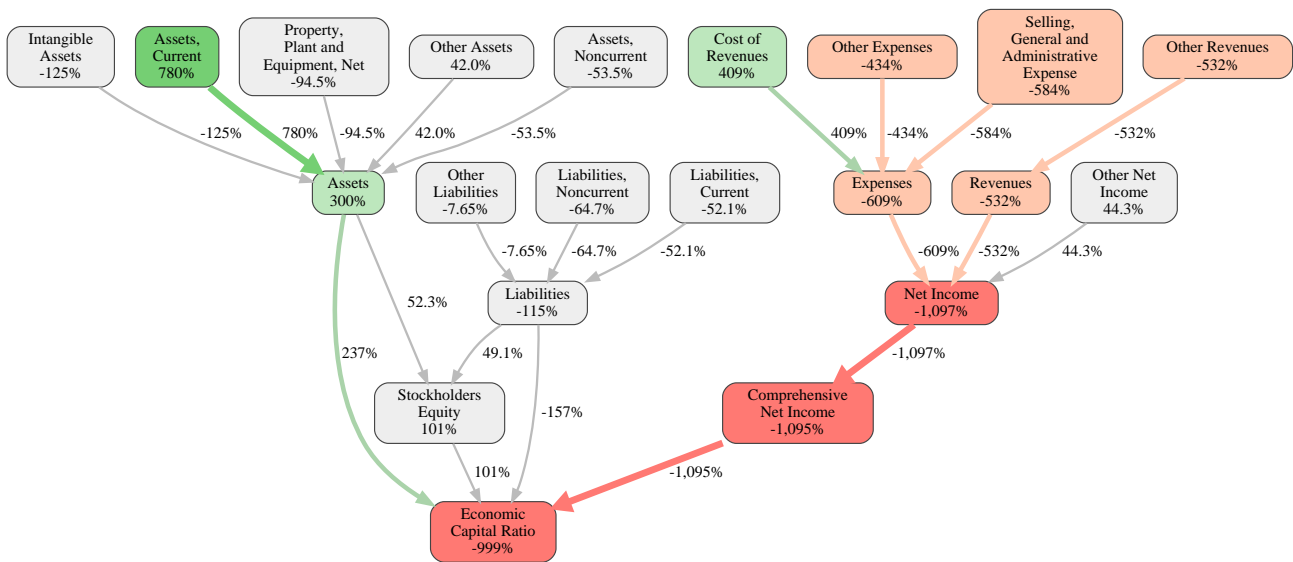 Intangible
Assets
-125%
Assets,
Current
780%
Property,
Plant and
Equipment, Net
-94.5%
Other Assets
42.0%
Assets,
Noncurrent
-53.5%
Cost of
Revenues
409%
Other Expenses
-434%
Selling,
General and
Administrative
Expense
-584%
Other Revenues
-532%
-125%
780%
-94.5%
42.0%
-53.5%
409%
-434%
-584%
-532%
Assets
300%
Other
Liabilities
-7.65%
Liabilities,
Noncurrent
-64.7%
Liabilities,
Current
-52.1%
Expenses
-609%
Revenues
-532%
Other Net
Income
44.3%
-7.65%
-64.7%
-52.1%
-609%
-532%
44.3%
Liabilities
-115%
Net Income
-1,097%
52.3%
237%
49.1%
-1,097%
Stockholders
Equity
101%
-157%
Comprehensive
Net Income
-1,095%
101%
-1,095%
Economic
Capital Ratio
-999%